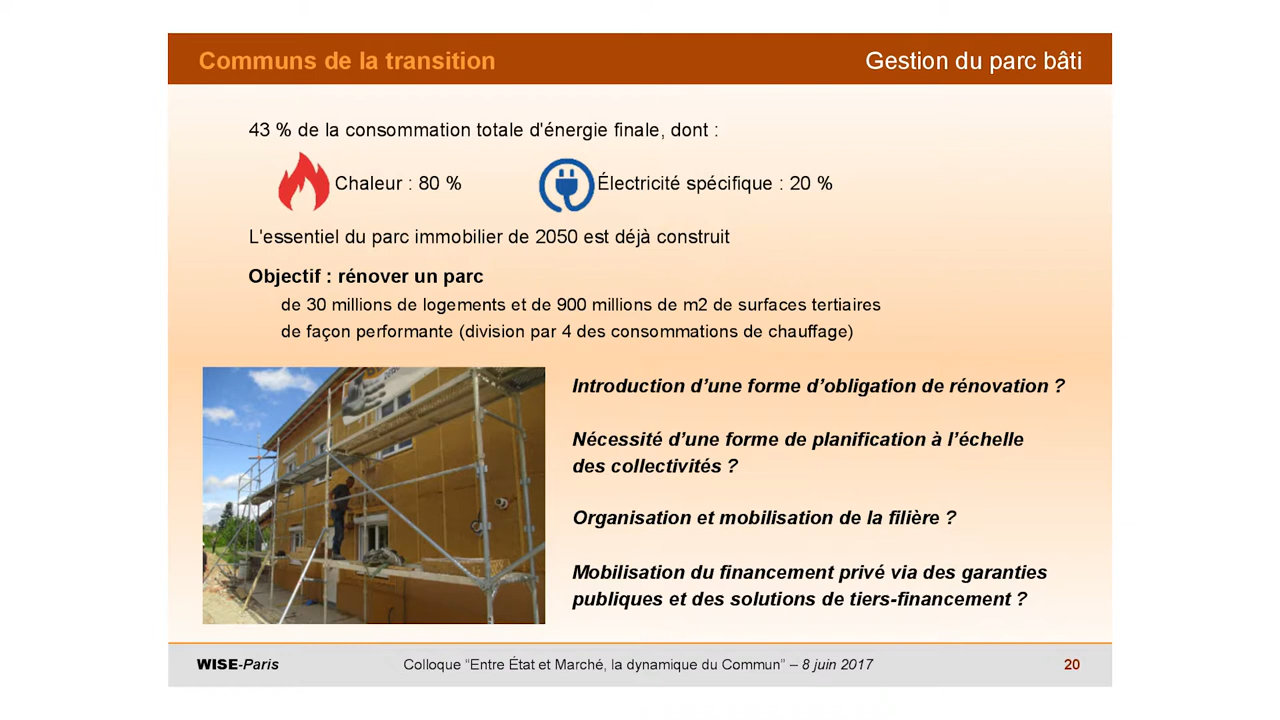 Communs de la transition
Gestion du parc bâti
43 % de la consommation totale d'énergie finale, dont :
Chaleur : 80 %
Électricité spécifique : 20 %
L'essentiel du parc immobilier de 2050 est déjà construit
Objectif : rénover un parc
de 30 millions de logements et de 900 millions de m2 de surfaces tertiaires
de façon performante (division par 4 des consommations de chauffage)
Introduction d’une forme d’obligation de rénovation ?
Nécessité d’une forme de planification à l’échelle
des collectivités ?
Organisation et mobilisation de la filière ?
Mobilisation du financement privé via des garanties
publiques et des solutions de tiers-financement ?
WISE-Paris
Colloque “Entre État et Marché, la dynamique du Commun” – 8 juin 2017
20